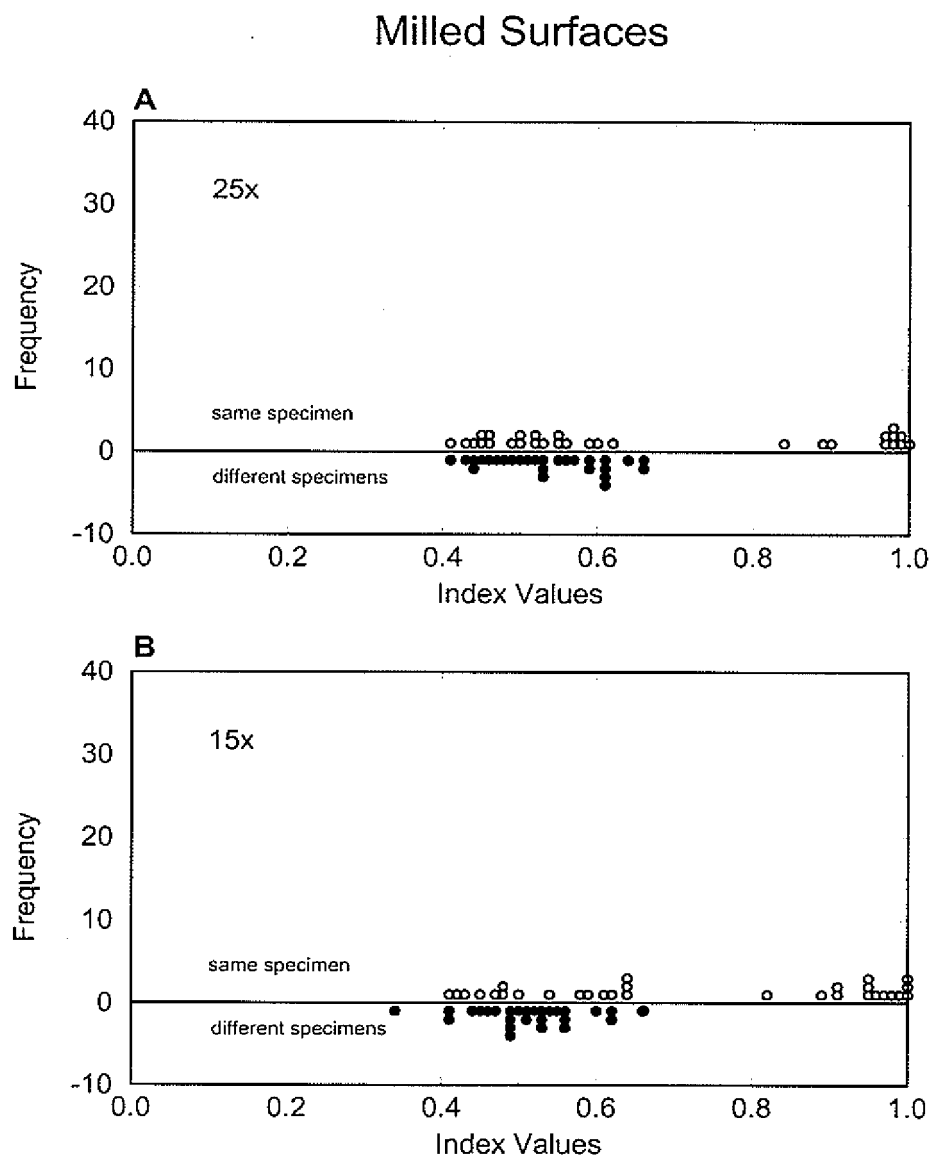 Milled Surfaces
A
40
25x
30
20
Frequency
10
same specimen
0
different specimens
-10
0.0 0.2 0.4 0.6 0.8 1.0
Index Values
B
40
15x
30
20
Frequency
10
same specimen
0
different specimens
-10
0.0 0.2 0.4 0.6 0.8 1.0
Index Values